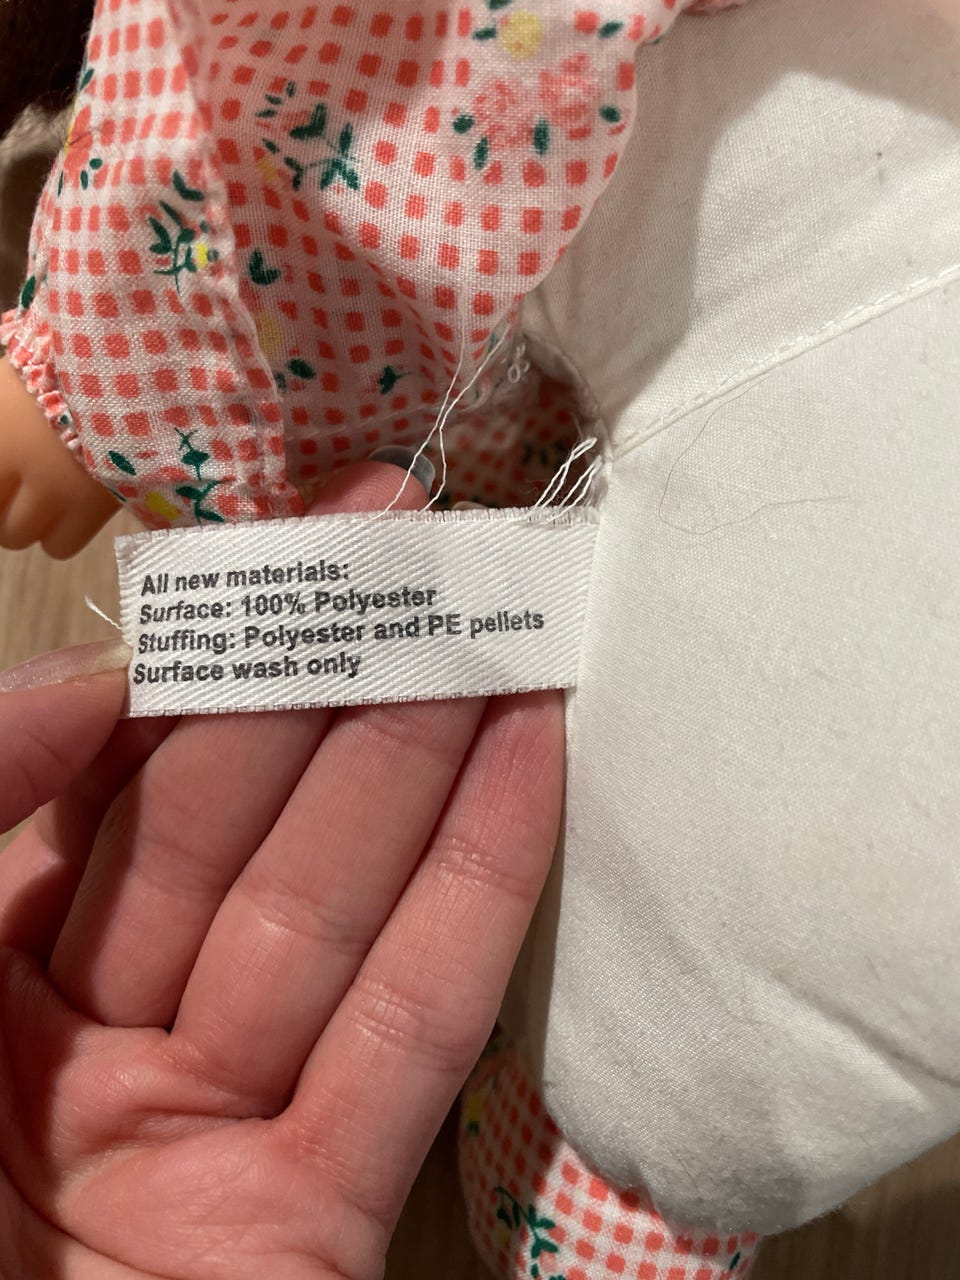 All new materials:
Surface: 100% Polyester
Stuffing: Polyester and PE pellets
Surface wash only